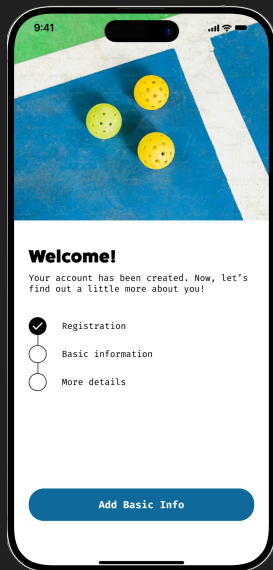 9:41
Welcome!
Your account has been created. Now, let's
find out a little more about you!
Registration
Basic information
More details
Add Basic Info